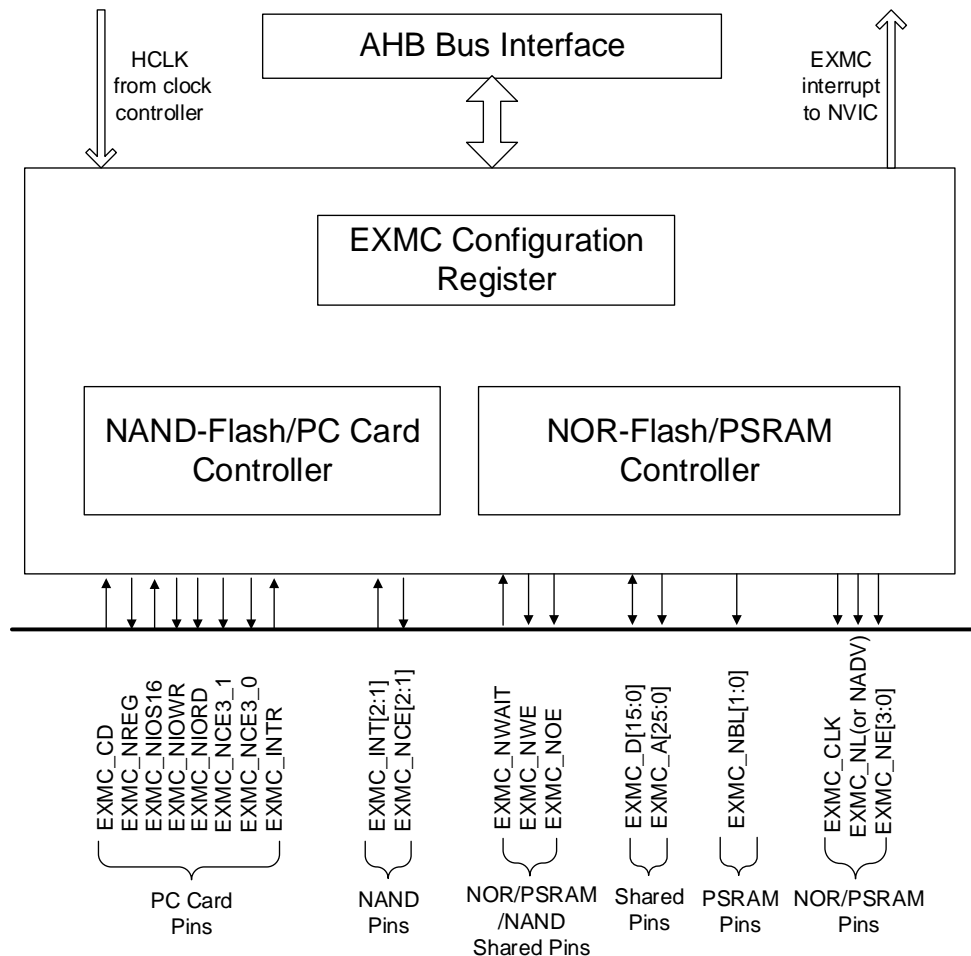 HCLK
from clock
controller
AHB Bus Interface
EXMC
interrupt
to NVIC
EXMC Configuration
Register
NAND-Flash/PC Card
Controller
NOR-Flash/PSRAM
Controller
EXMC_CD
EXMC_NREG
EXMC_NIOS16
EXMC_NIOWR
EXMC_NIORD
EXMC_NCE3_1
EXMC_NCE3_0
EXMC_INTR
EXMC_INT[2:1]
EXMC_NCE[2:1]
EXMC_NWAIT
EXMC_NWE
EXMC_NOE
EXMC_D[15:0]
EXMC_A[25:0]
EXMC_NBL[1:0]
EXMC_CLK
EXMC_NL(or NADV)
EXMC_NE[3:0]
PC Card
Pins
NAND
Pins
NOR/PSRAM
/NAND
Shared Pins
Shared
Pins
PSRAM
Pins
NOR/PSRAM
Pins